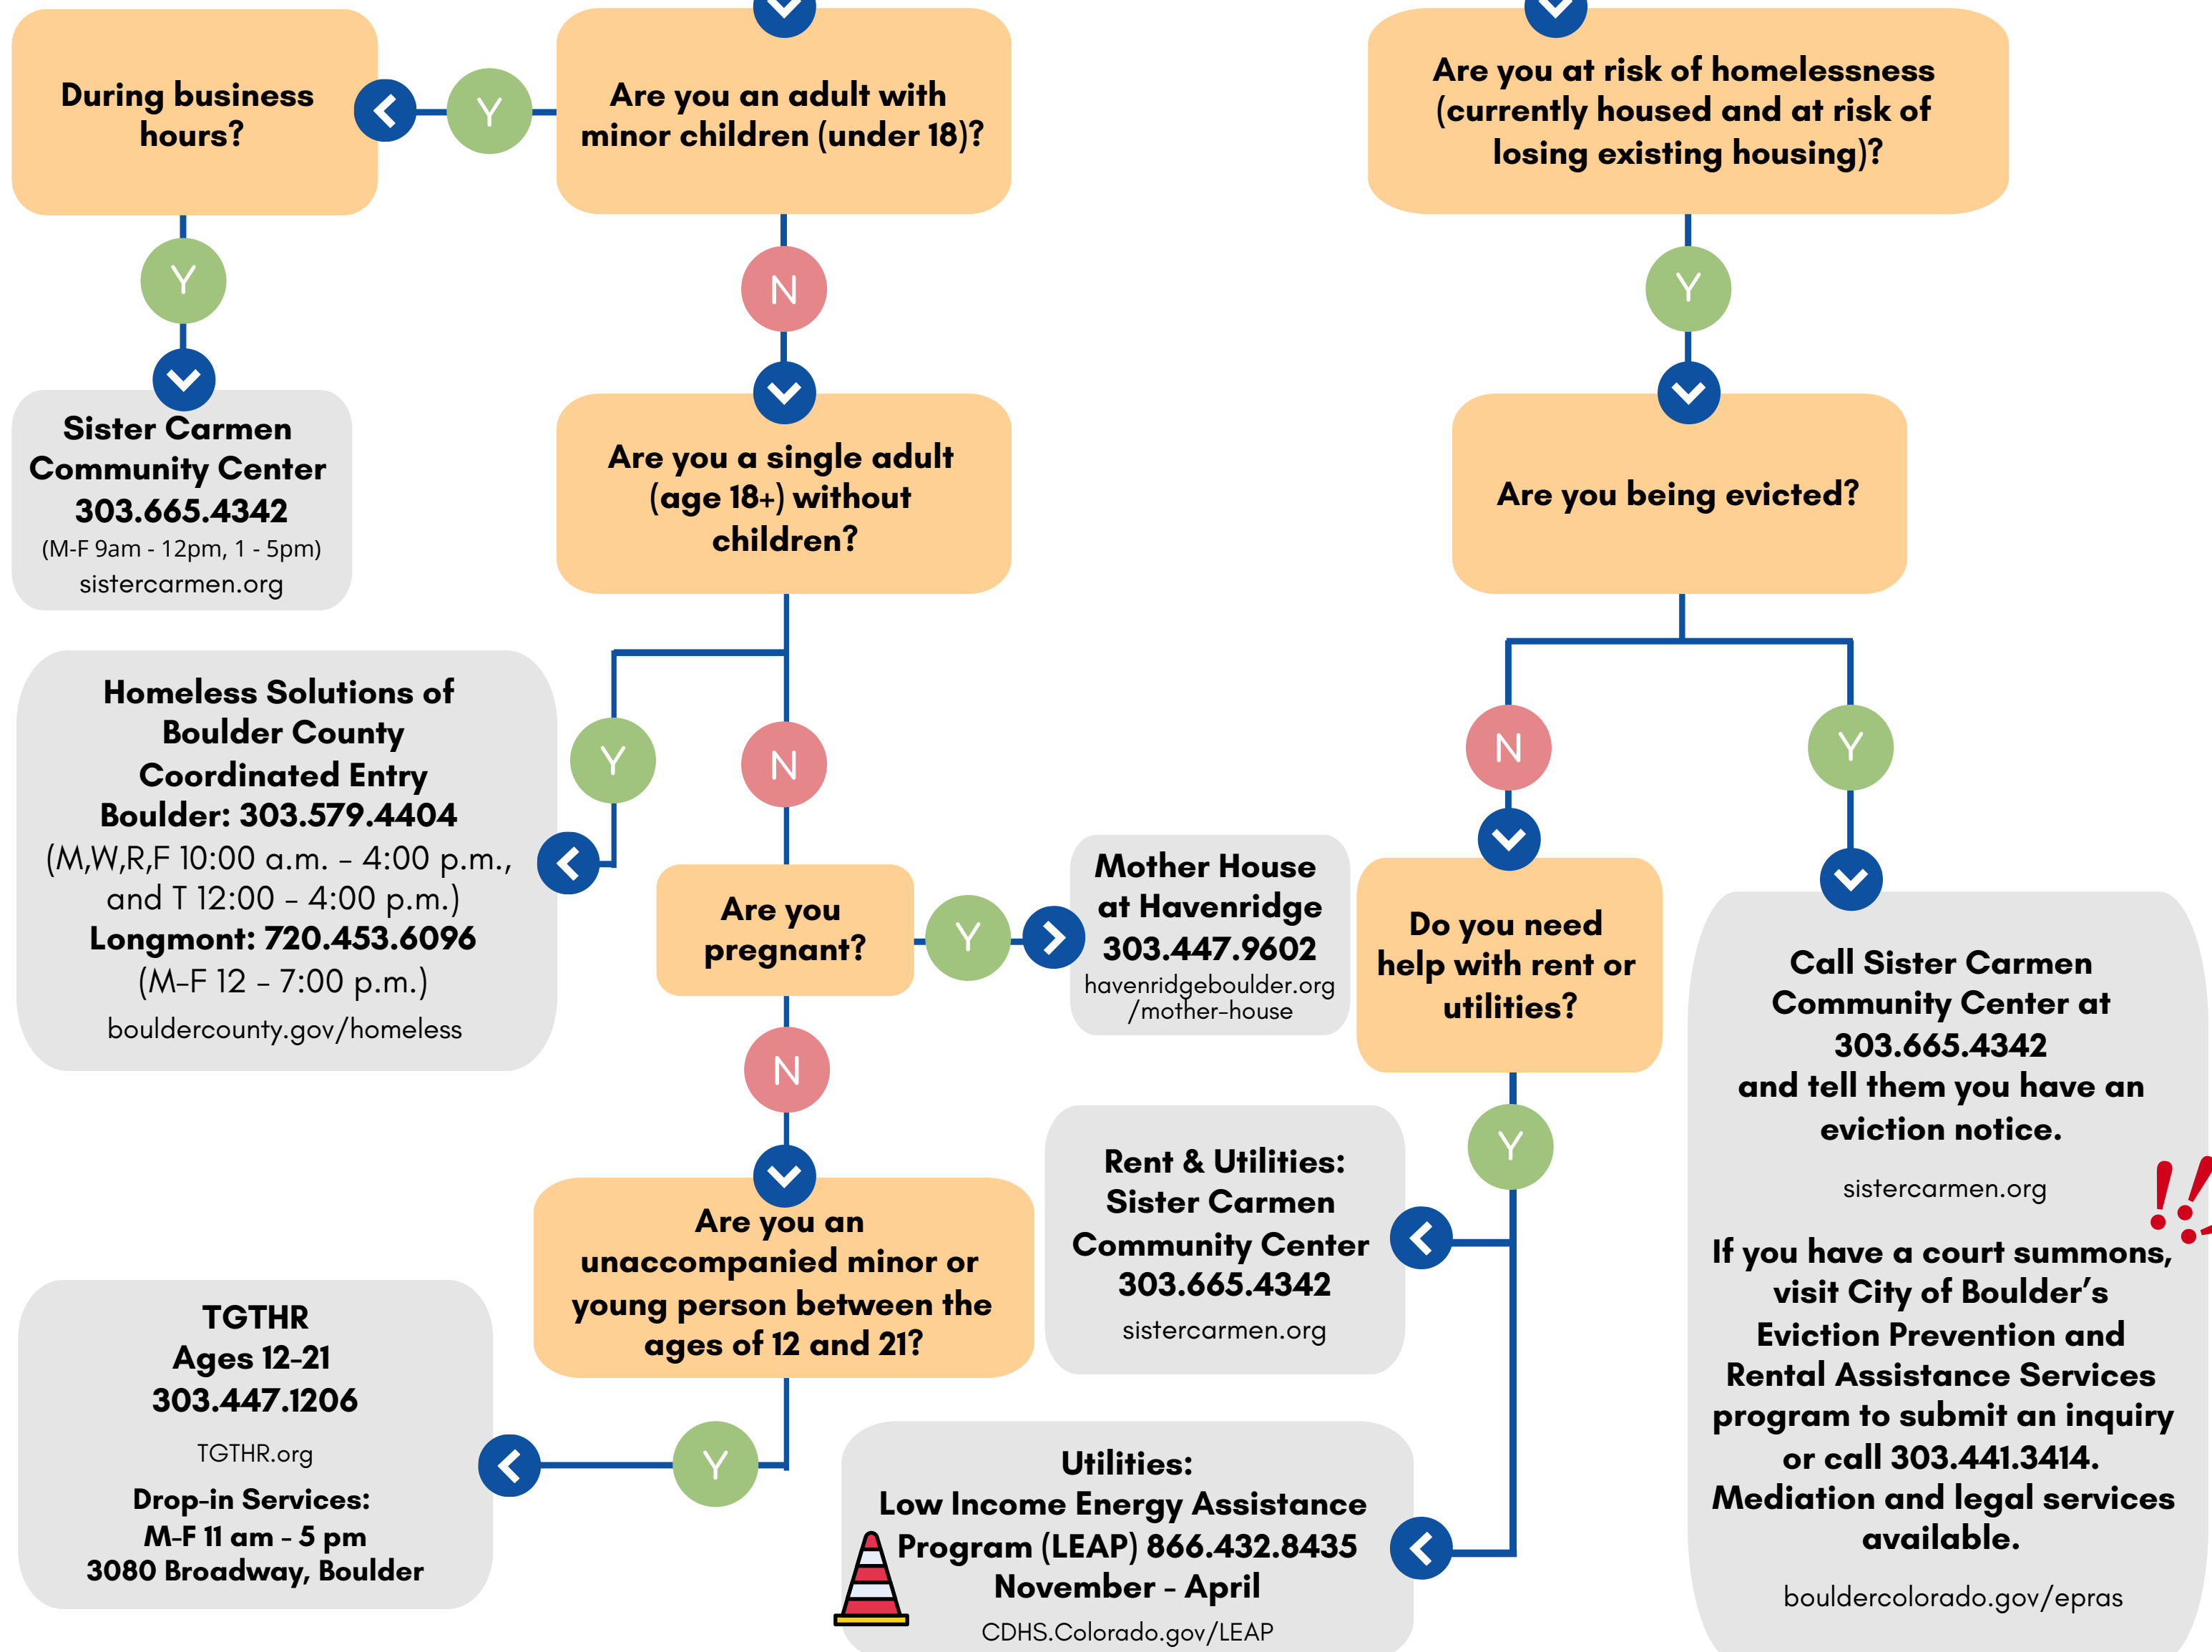 During business
hours?
Y
Are you an adult with
minor children (under 18)?
Are you at risk of homelessness
(currently housed and at risk of
losing existing housing)?
Y
N
Y
Sister Carmen
Community Center
303.665.4342
(M-F 9am - 12pm, 1 - 5pm)
sistercarmen.org
Are you a single adult
(age 18+) without
children?
Are you being evicted?
Homeless Solutions of
Boulder County
Coordinated Entry
Boulder: 303.579.4404
(M,W,R,F 10:00 a.m. - 4:00 p.m.,
and T 12:00 - 4:00 p.m.)
Longmont: 720.453.6096
(M-F 12 - 7:00 p.m.)
bouldercounty.gov/homeless
Y
N
N
Y
Are you
pregnant?
Y
Mother House
at Havenridge
303.447.9602
havenridgeboulder.org
/mother-house
Do you need
help with rent or
utilities?
Call Sister Carmen
Community Center at
303.665.4342
and tell them you have an
eviction notice.
sistercarmen.org
If you have a court summons,
visit City of Boulder's
Eviction Prevention and
Rental Assistance Services
program to submit an inquiry
or call 303.441.3414.
Mediation and legal services
available.
bouldercolorado.gov/epras
N
Y
Are you an
unaccompanied minor or
young person between the
ages of 12 and 21?
Rent & Utilities:
Sister Carmen
Community Center
303.665.4342
sistercarmen.org
TGTHR
Ages 12-21
303.447.1206
TGTHR.org
Drop-in Services:
M-F 11 am - 5 pm
3080 Broadway, Boulder
Y
Utilities:
Low Income Energy Assistance
Program (LEAP) 866.432.8435
November - April
CDHS.Colorado.gov/LEAP